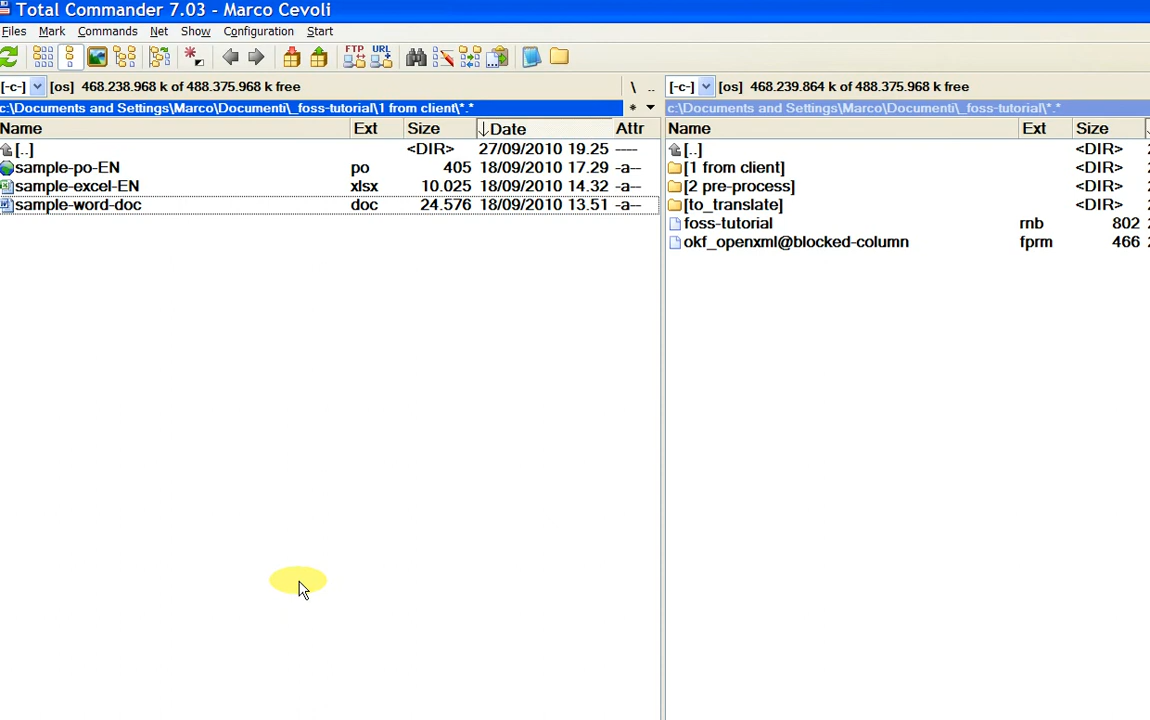 Total Commander 7.03 - Marco Cevoli
Files Mark Commands Net Show Configuration Start
FTP URL
[-c-] [os] 468.238.968 k of 488.375.968 k free \ ..
[-c-] [os] 468.239.864 k of 488.375.968 k free
c:\Documents and Settings\Marco\Documenti\_foss-tutorial\1 from client\*.* *
c:\Documents and Settings\Marco\Documenti\_foss-tutorial\*.*
Name Ext Size Date Attr
[..] <DIR> 27/09/2010 19.25 ----
sample-po-EN po 405 18/09/2010 17.29 -a--
sample-excel-EN xlsx 10.025 18/09/2010 14.32 -a--
sample-word-doc doc 24.576 18/09/2010 13.51 -a--
Name Ext Size
[..] <DIR>
[1 from client] <DIR>
[2 pre-process] <DIR>
[to_translate] <DIR>
foss-tutorial rnb 802
okf_openxml@blocked-column fprm 466